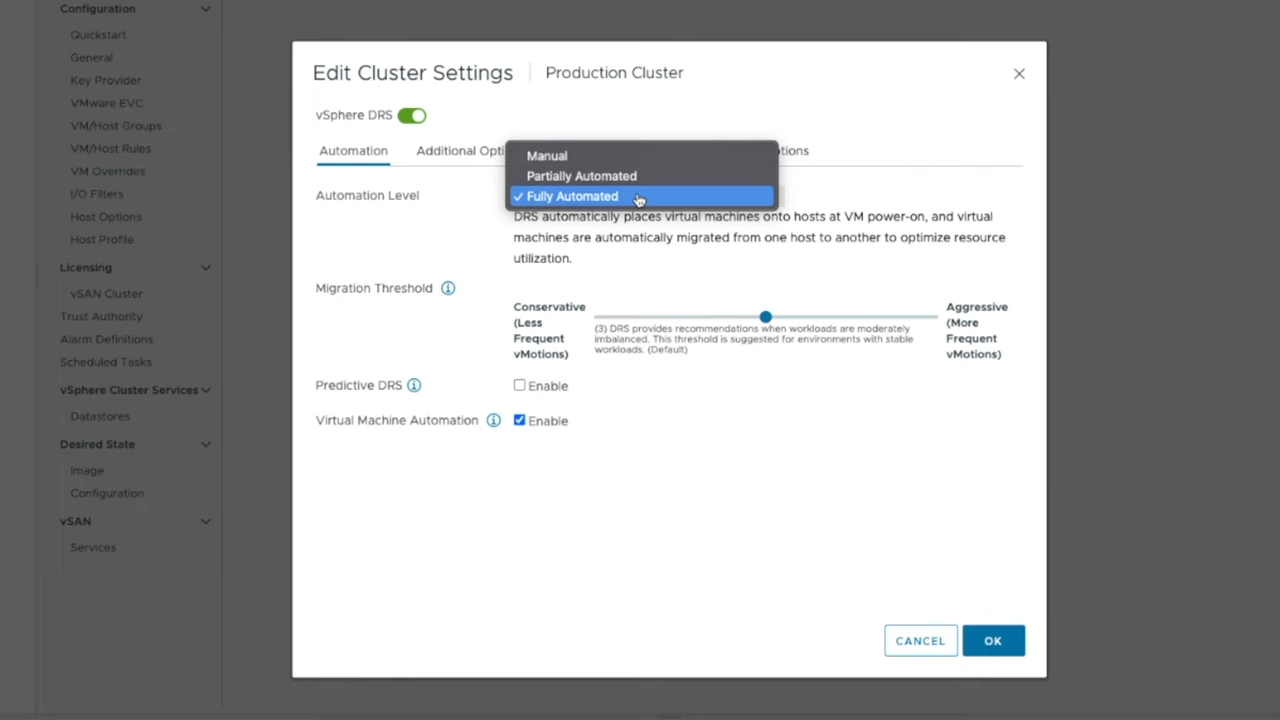 Configuration
Quickstart
General
Key Provider
VMware EVC
VM/Host Groups
VM/Host Rules
VM Overrides
I/O Filters
Host Options
Host Profile
Licensing
vSAN Cluster
Trust Authority
Alarm Definitions
Scheduled Tasks
vSphere Cluster Services
Datastores
Desired State
Image
Configuration
vSAN
Services
Edit Cluster Settings
Production Cluster
vSphere DRS
Automation
Additional Opti
tions
Manual
Partially Automated
Fully Automated
Automation Level
DRS automatically places virtual machines onto hosts at VM power-on, and virtual
machines are automatically migrated from one host to another to optimize resource
utilization.
Migration Threshold
Conservative
(Less
Frequent
vMotions)
(3) DRS provides recommendations when workloads are moderately
imbalanced. This threshold is suggested for environments with stable
workloads. (Default)
Aggressive
(More
Frequent
vMotions)
Predictive DRS
Enable
Virtual Machine Automation
Enable
CANCEL
OK